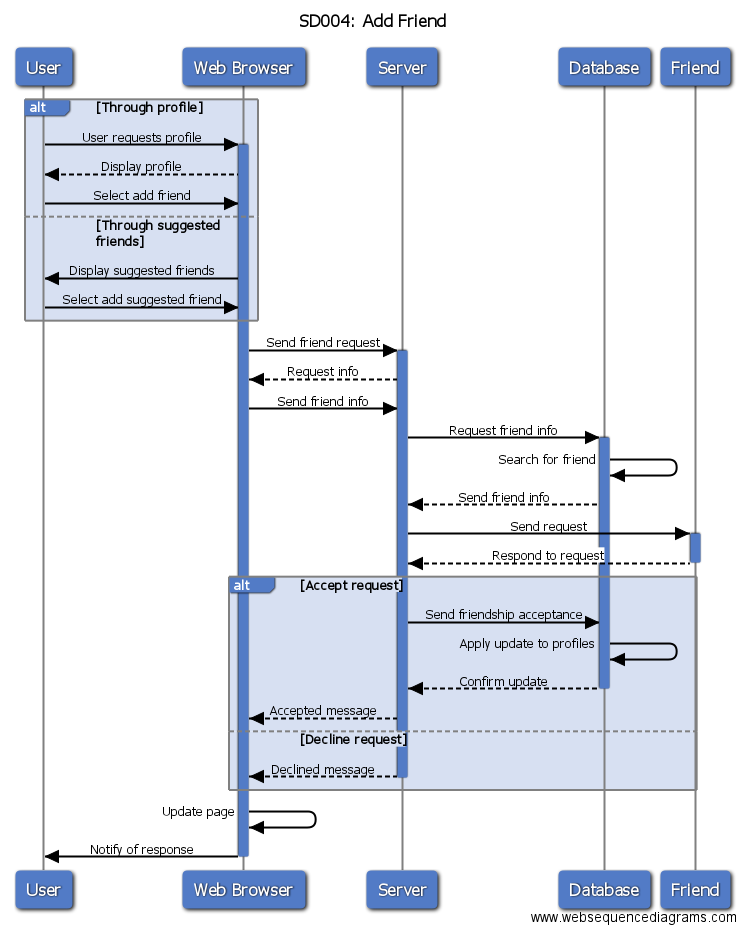 SD004: Add Friend
User
Web Browser
Server
Database
Friend
alt
[Through profile]
User requests profile
Display profile
Select add friend
[Through suggested
friends]
Display suggested friends
Select add suggested friend
Send friend request
Request info
Send friend info
Request friend info
Search for friend
Send friend info
Send request
Respond to request
alt
[Accept request]
Send friendship acceptance
Apply update to profiles
Confirm update
Accepted message
[Decline request]
Declined message
Update page
Notify of response
User
Web Browser
Server
Database
Friend
www.websequencediagrams.com